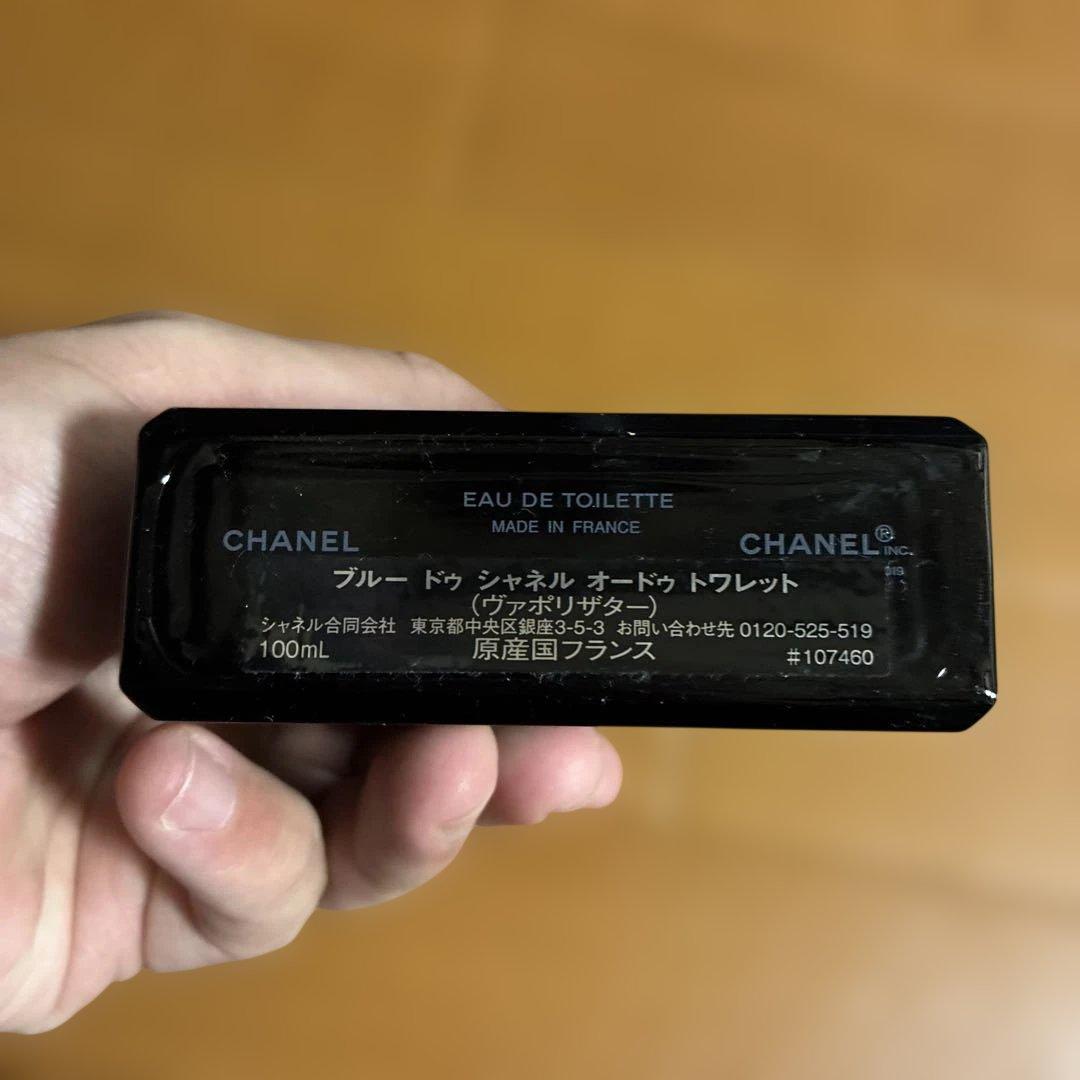 EAU DE TOILETTE
MADE IN FRANCE
CHANEL
CHANEL® INC.
ブルー ドゥ シャネル オードゥ トワレット
(ヴァポリザター)
シャネル合同会社 東京都中央区銀座3-5-3 お問い合わせ先 0120-525-519
100mL 原産国フランス #107460